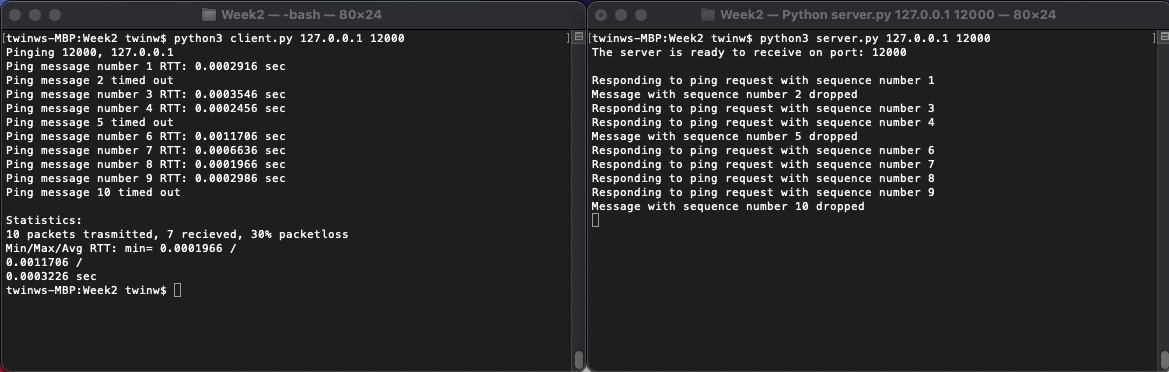 Week2 — -bash — 80×24
[twinws-MBP:Week2 twinw$ python3 client.py 127.0.0.1 12000 ]
Pinging 12000, 127.0.0.1
Ping message number 1 RTT: 0.0002916 sec
Ping message 2 timed out
Ping message number 3 RTT: 0.0003546 sec
Ping message number 4 RTT: 0.0002456 sec
Ping message 5 timed out
Ping message number 6 RTT: 0.0011706 sec
Ping message number 7 RTT: 0.0006636 sec
Ping message number 8 RTT: 0.0001966 sec
Ping message number 9 RTT: 0.0002986 sec
Ping message 10 timed out
Statistics:
10 packets trasmitted, 7 recieved, 30% packetloss
Min/Max/Avg RTT: min= 0.0001966 /
0.0011706 /
0.0003226 sec
twinws-MBP:Week2 twinw$
Week2 — Python server.py 127.0.0.1 12000 — 80×24
[twinws-MBP:Week2 twinw$ python3 server.py 127.0.0.1 12000 ]
The server is ready to receive on port: 12000
Responding to ping request with sequence number 1
Message with sequence number 2 dropped
Responding to ping request with sequence number 3
Responding to ping request with sequence number 4
Message with sequence number 5 dropped
Responding to ping request with sequence number 6
Responding to ping request with sequence number 7
Responding to ping request with sequence number 8
Responding to ping request with sequence number 9
Message with sequence number 10 dropped